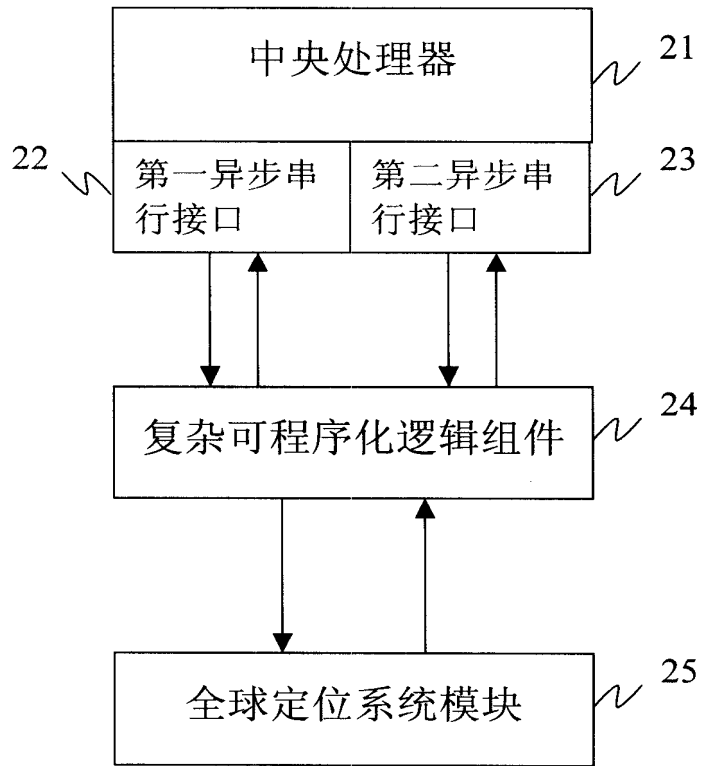 中央处理器
21
22
第一异步串
行接口
第二异步串
行接口
23
复杂可程序化逻辑组件
24
全球定位系统模块
25